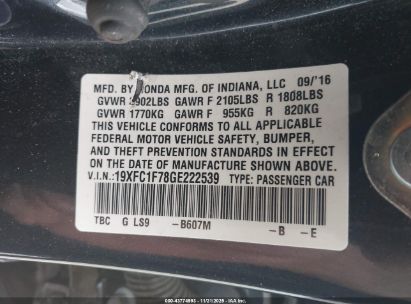 MFD. BY HONDA MFG. OF INDIANA, LLC 09/'16
GVWR 3902LBS GAWR F 2105LBS R 1808LBS
GVWR 1770KG GAWR F 955KG R 820KG
THIS VEHICLE CONFORMS TO ALL APPLICABLE
FEDERAL MOTOR VEHICLE SAFETY, BUMPER,
AND THEFT PREVENTION STANDARDS IN EFFECT ON
THE DATE OF MANUFACTURE SHOWN ABOVE.
V.I.N.: 19XFC1F78GE222539 TYPE: PASSENGER CAR
TBC G LS9 -B607M -B -E